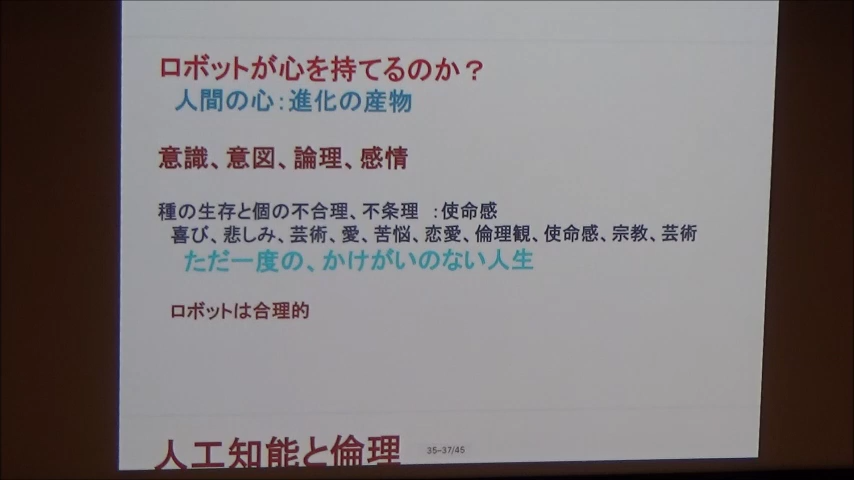 ロボットが心を持てるのか？
人間の心：進化の産物
意識、意図、論理、感情
種の生存と個の不合理、不条理　：使命感
喜び、悲しみ、芸術、愛、苦悩、恋愛、倫理観、使命感、宗教、芸術
ただ一度の、かけがいのない人生
ロボットは合理的
人工知能と倫理
35-37/45